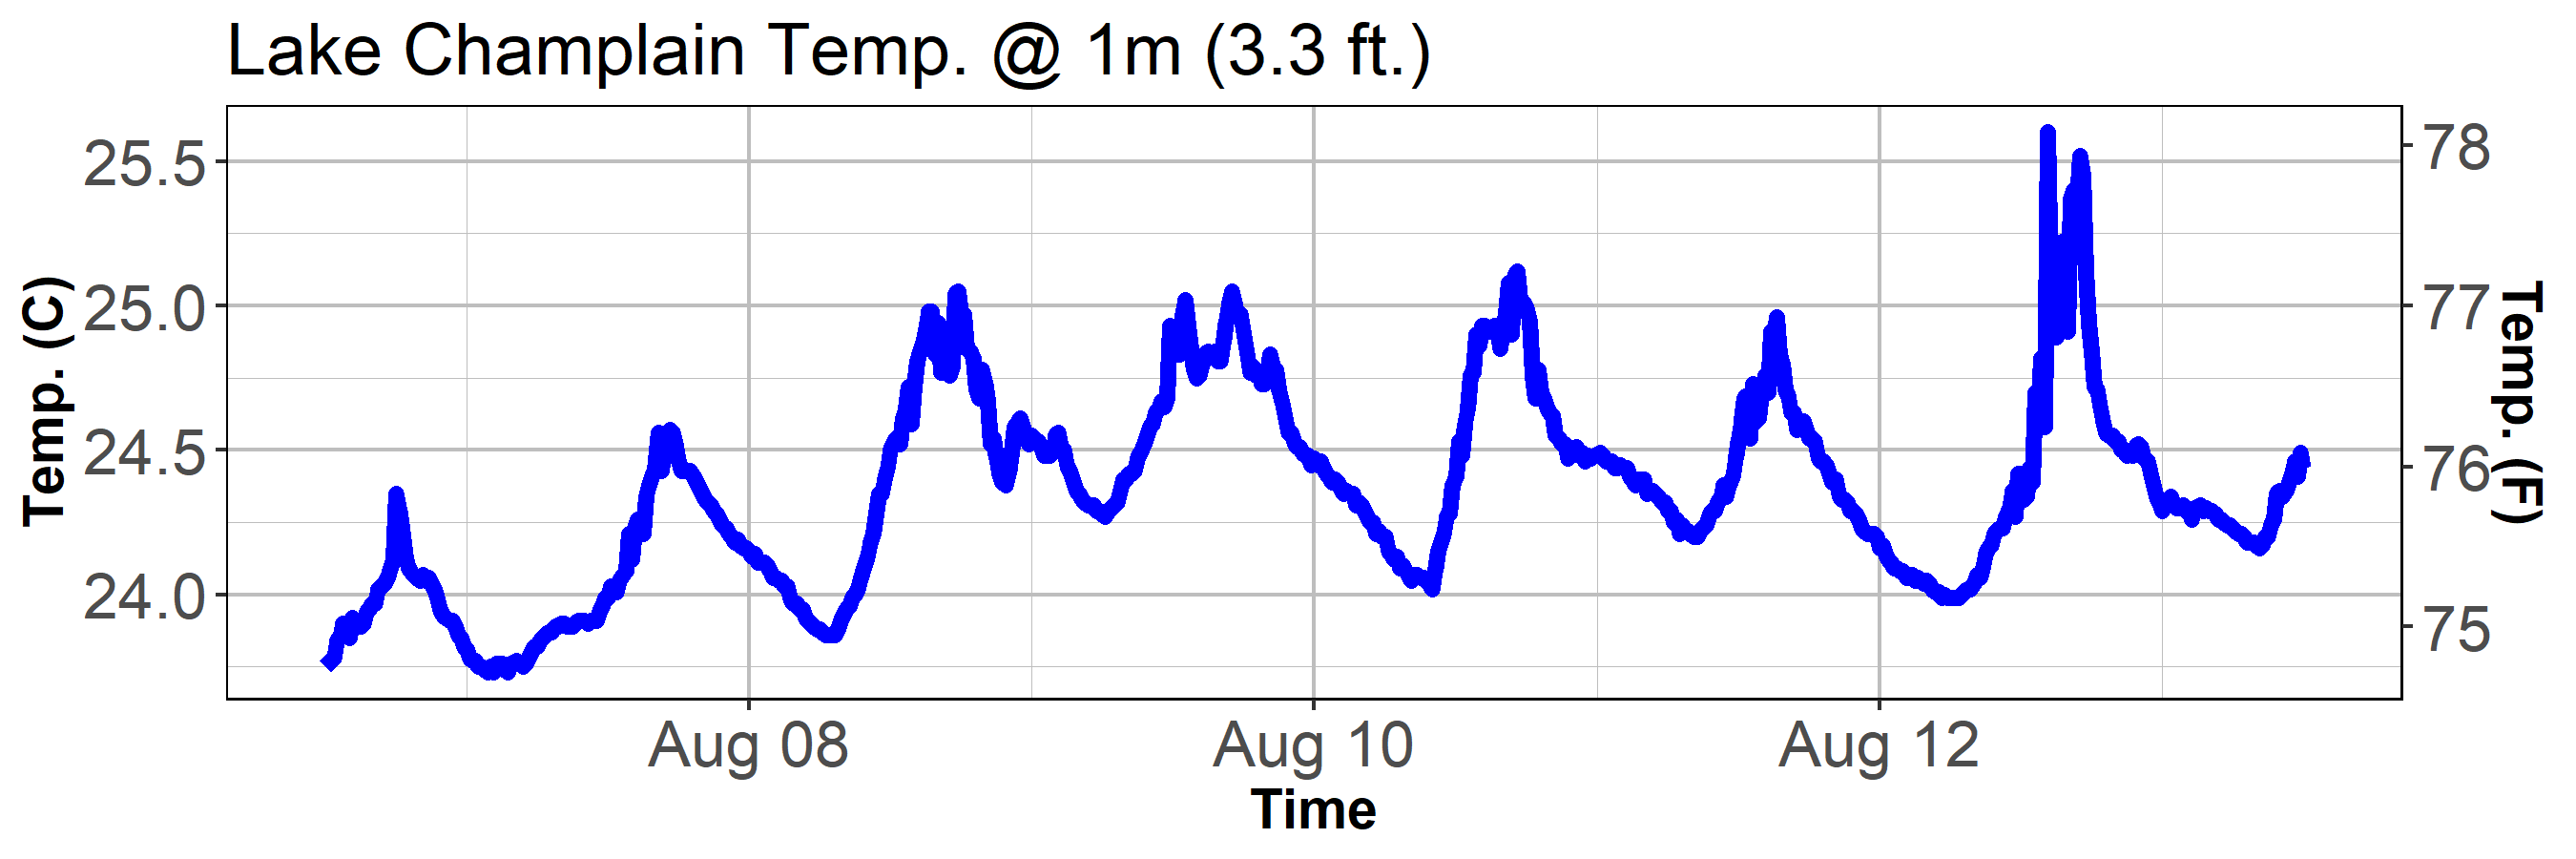 Lake Champlain Temp. @ 1m (3.3 ft.)
Temp. (C)
25.5
25.0
24.5
24.0
78
77
76
75
Temp. (F)
Aug 08
Aug 10
Aug 12
Time